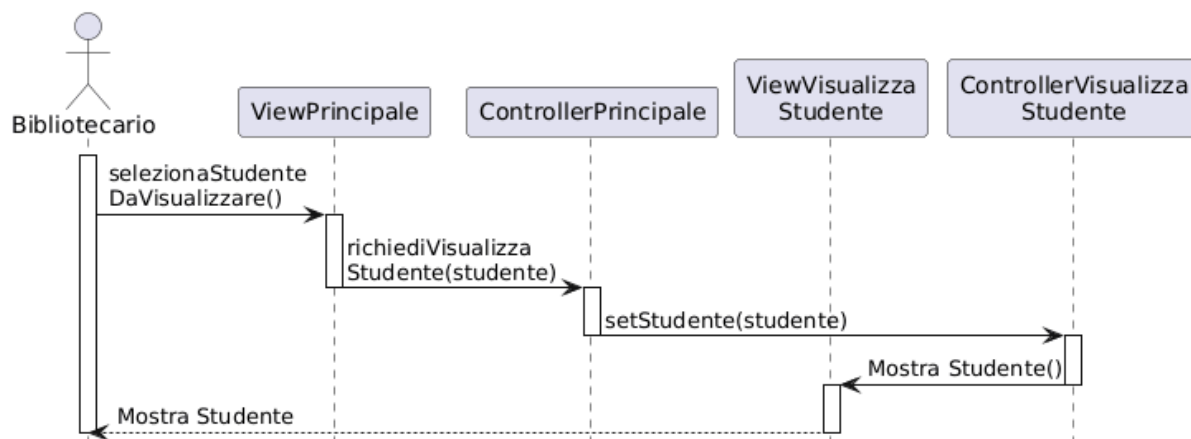 Bibliotecario
ViewPrincipale
ControllerPrincipale
ViewVisualizza
Studente
ControllerVisualizza
Studente
selezionaStudente
DaVisualizzare()
richiediVisualizza
Studente(studente)
setStudente(studente)
Mostra Studente()
Mostra Studente